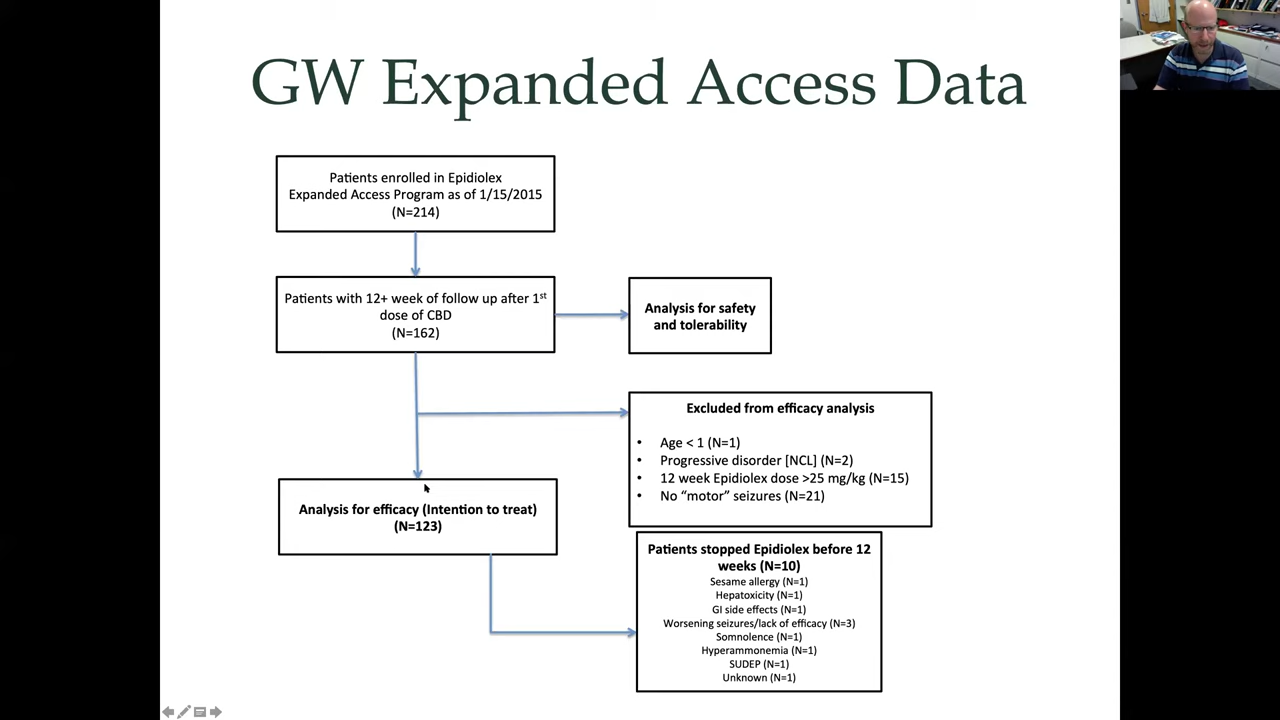 GW Expanded Access Data
Patients enrolled in Epidiolex
Expanded Access Program as of 1/15/2015
(N=214)
Patients with 12+ week of follow up after 1st
dose of CBD
(N=162)
Analysis for safety
and tolerability
Excluded from efficacy analysis
• Age < 1 (N=1)
• Progressive disorder [NCL] (N=2)
• 12 week Epidiolex dose >25 mg/kg (N=15)
• No “motor” seizures (N=21)
Analysis for efficacy (Intention to treat)
(N=123)
Patients stopped Epidiolex before 12
weeks (N=10)
Sesame allergy (N=1)
Hepatoxicity (N=1)
GI side effects (N=1)
Worsening seizures/lack of efficacy (N=3)
Somnolence (N=1)
Hyperammonemia (N=1)
SUDEP (N=1)
Unknown (N=1)